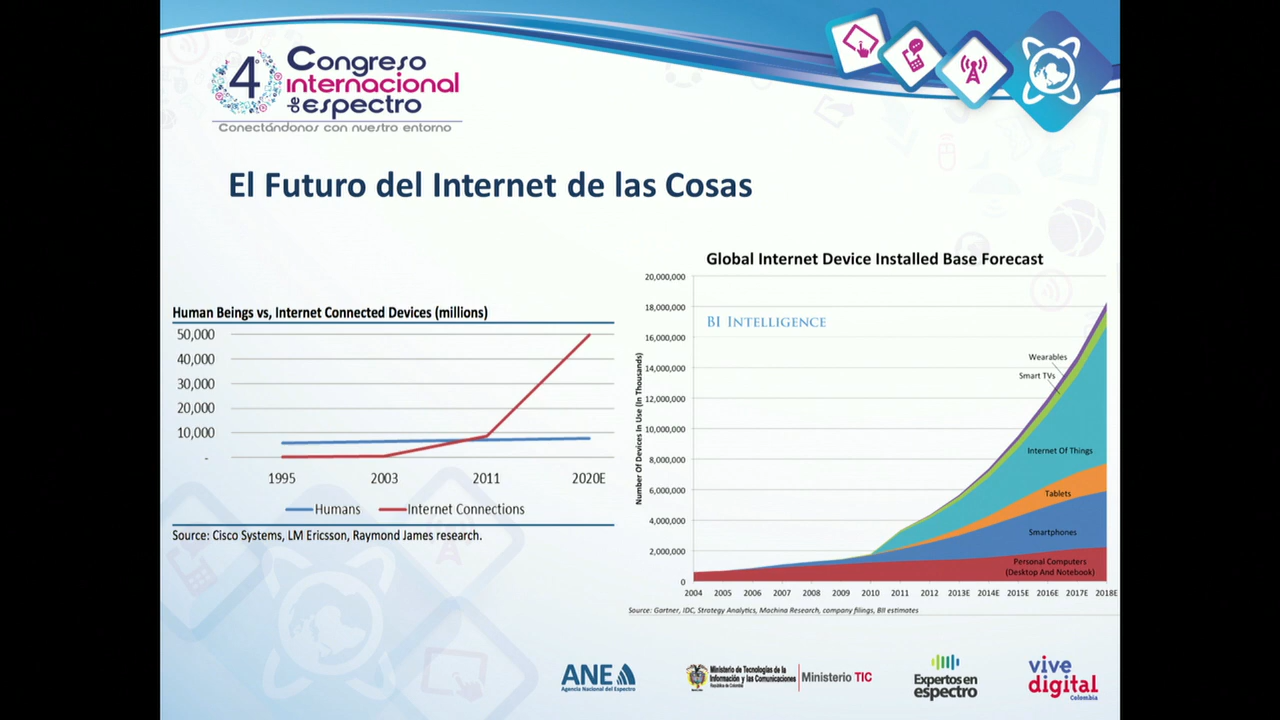 4
Congreso
internacional
de espectro
Conectándonos con nuestro entorno
El Futuro del Internet de las Cosas
Human Beings vs, Internet Connected Devices (millions)
50,000
40,000
30,000
20,000
10,000
-
1995 2003 2011 2020E
Humans Internet Connections
Source: Cisco Systems, LM Ericsson, Raymond James research.
Global Internet Device Installed Base Forecast
BI INTELLIGENCE
Number Of Devices In Use (In Thousands)
20,000,000
18,000,000
16,000,000
14,000,000
12,000,000
10,000,000
8,000,000
6,000,000
4,000,000
2,000,000
0
Wearables
Smart TVs
Internet Of Things
Tablets
Smartphones
Personal Computers
(Desktop And Notebook)
2004 2005 2006 2007 2008 2009 2010 2011 2012 2013E 2014E 2015E 2016E 2017E 2018E
Source: Gartner, IDC, Strategy Analytics, Machina Research, company filings, BII estimates
ANE
Agencia Nacional del Espectro
Ministerio de Tecnologías de la
Información y las Comunicaciones
República de Colombia
Ministerio TIC
Expertos en
espectro
vive
digital
Colombia